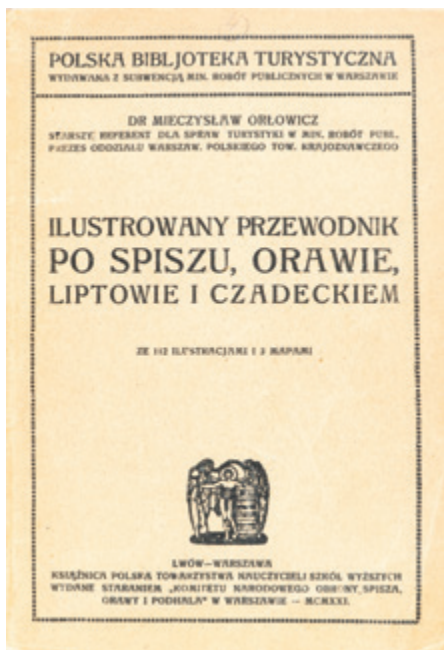 POLSKA BIBLJOTEKA TURYSTYCZNA
WYDAWANA Z SUBWENCJĄ MIN. ROBÓT PUBLICZNYCH W WARSZAWIE
DR MIECZYSŁAW ORŁOWICZ
STARSZY REFERENT DLA SPRAW TURYSTYKI W MIN. ROBÓT PUBL.,
PREZES ODDZIAŁU WARSZAW. POLSKIEGO TOW. KRAJOZNAWCZEGO
ILUSTROWANY PRZEWODNIK
PO SPISZU, ORAWIE,
LIPTOWIE I CZADECKIEM
ZE 112 ILUSTRACJAMI I 3 MAPAMI
LWÓW—WARSZAWA
KSIĄŻNICA POLSKA TOWARZYSTWA NAUCZYCIELI SZKÓŁ WYŻSZYCH
WYDANE STARANIEM „KOMITETU NARODOWEGO OBRONY SPISZA,
ORAWY I PODHALA" W WARSZAWIE — MCMXXI.